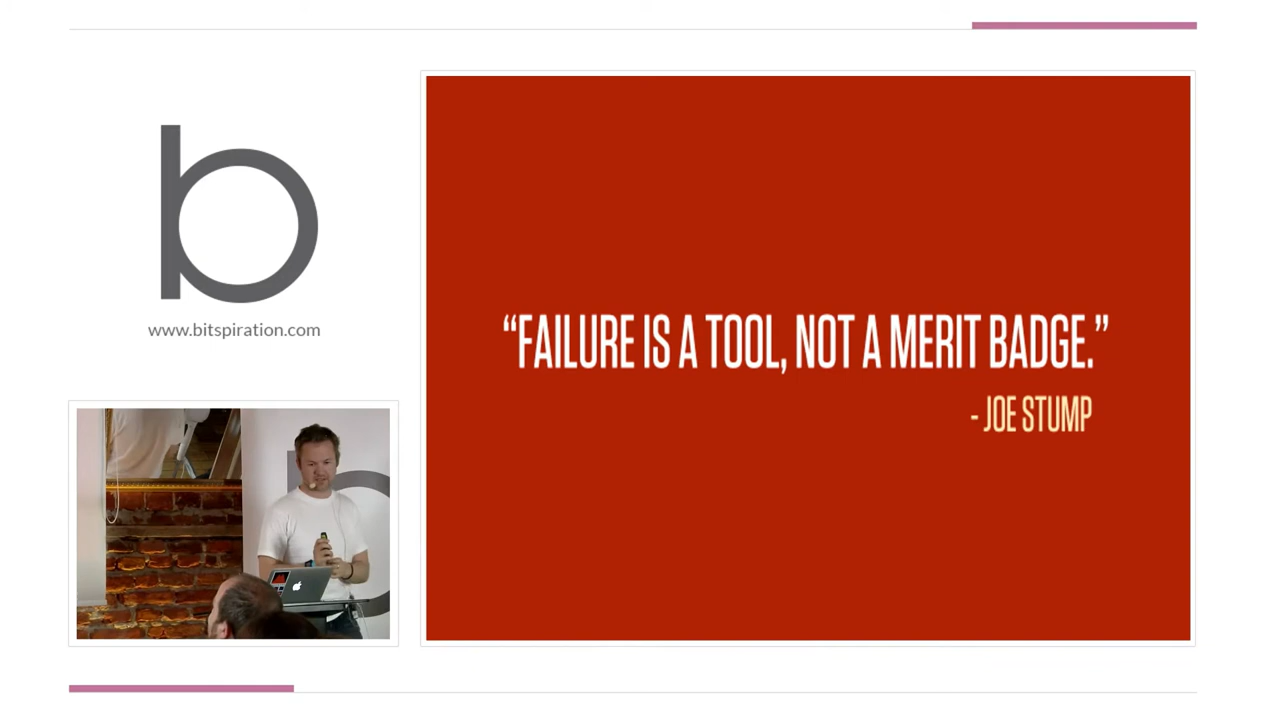 b
www.bitspiration.com
“FAILURE IS A TOOL, NOT A MERIT BADGE.”
- JOE STUMP